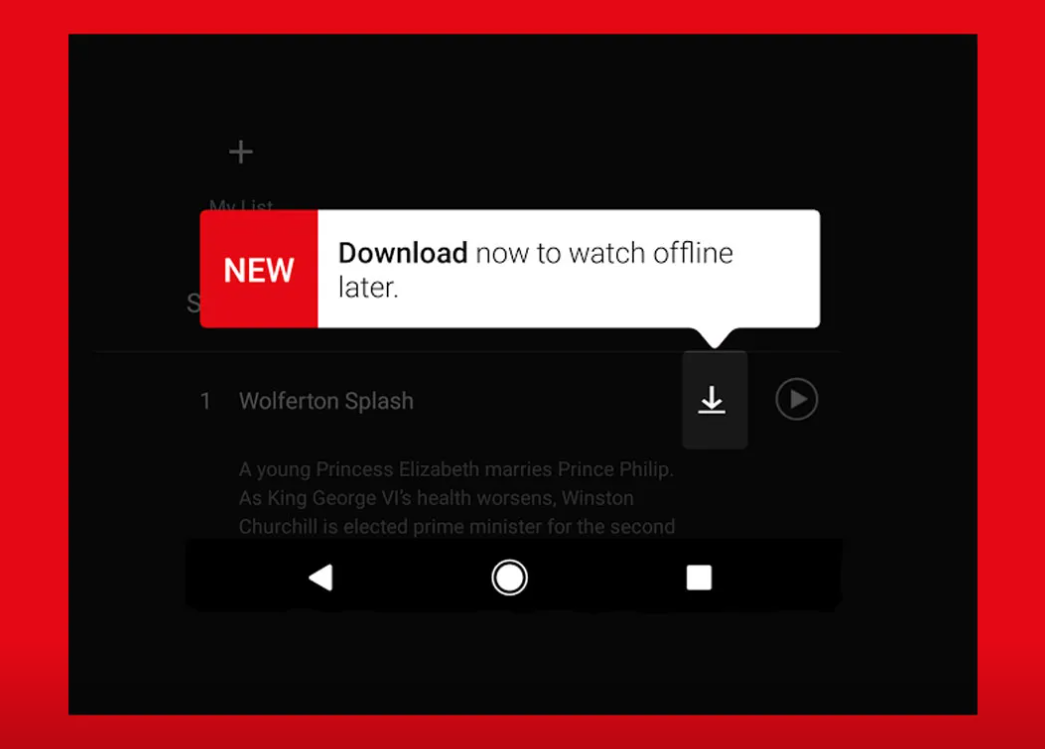 My List
NEW
Download now to watch offline
later.
S
1 Wolferton Splash
A young Princess Elizabeth marries Prince Philip.
As King George VI's health worsens, Winston
Churchill is elected prime minister for the second